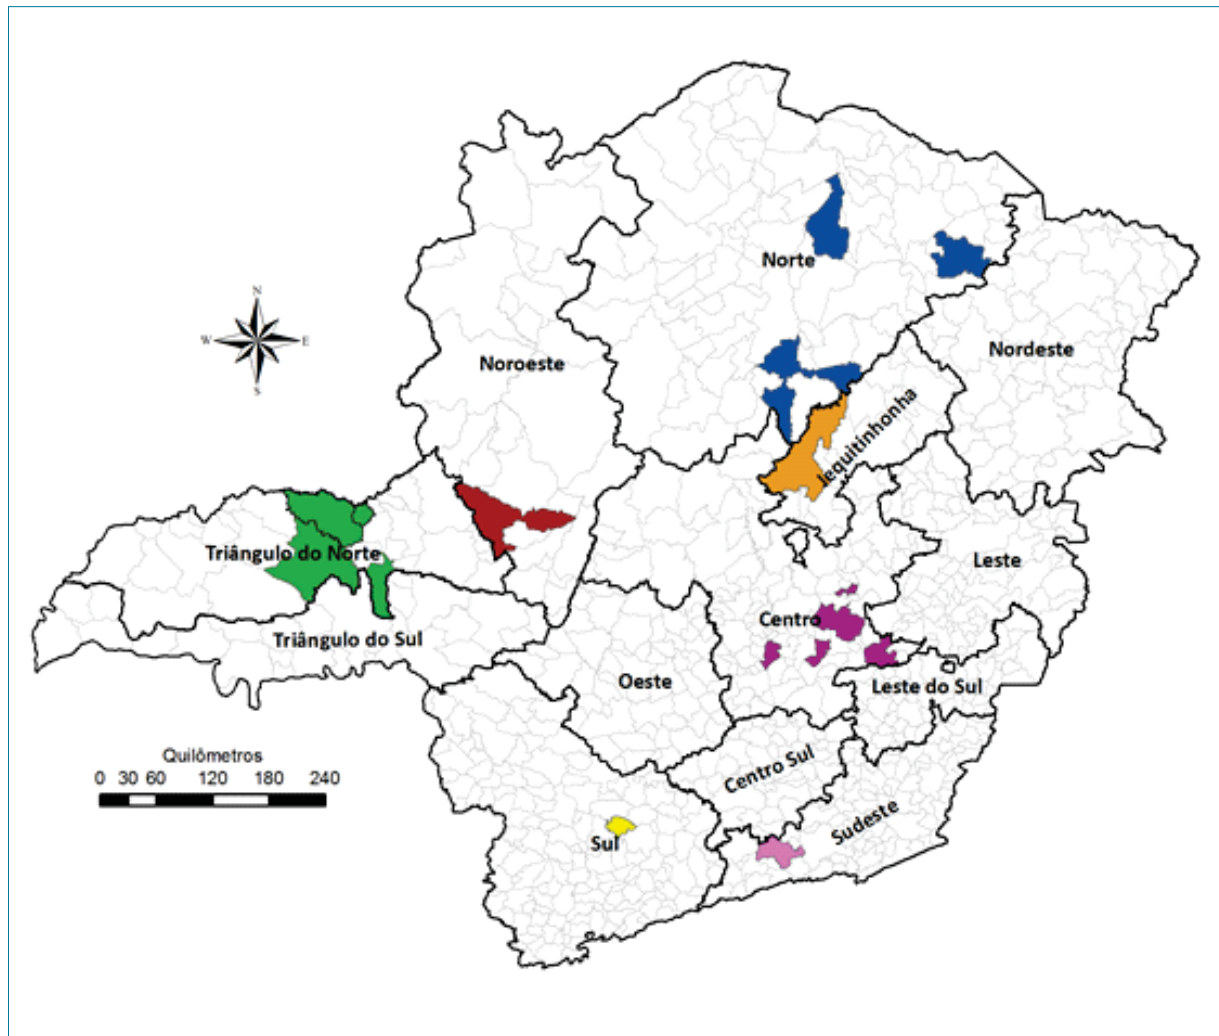 Norte
N
W E
S
Noroeste
Nordeste
Jequitinhonha
Triângulo do Norte
Leste
Triângulo do Sul
Centro
Oeste
Leste do Sul
Quilômetros
0 30 60 120 180 240
Centro Sul
Sudeste
Sul